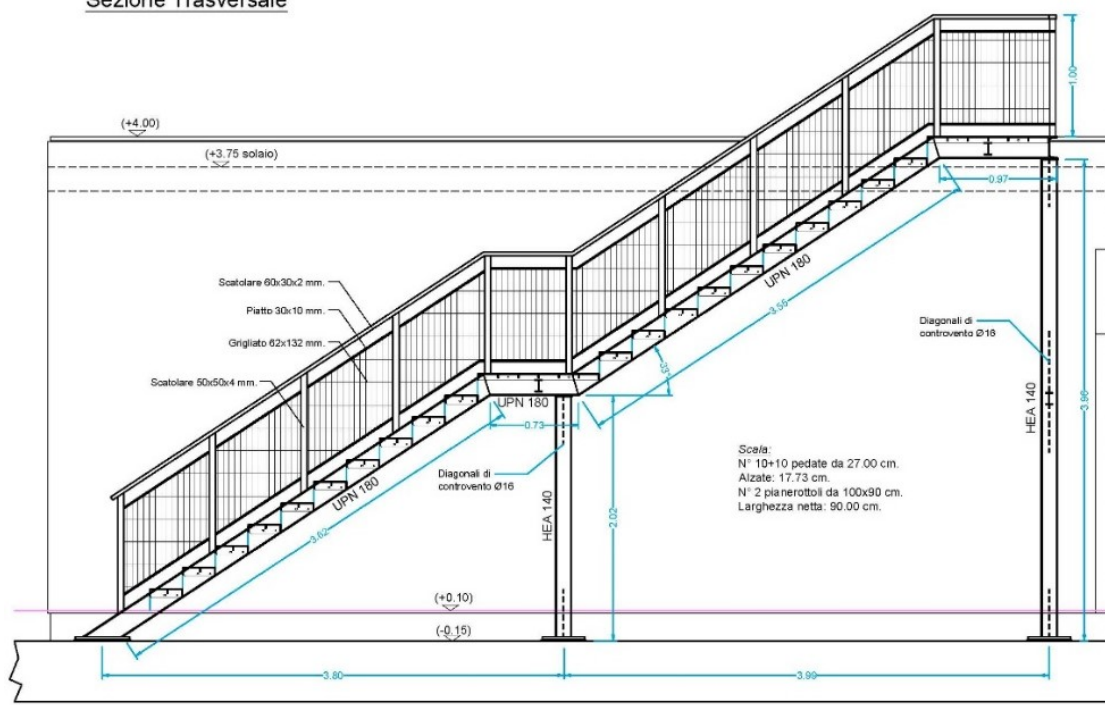 Sezione Trasversale
1.00
(+4.00)
(+3.75 solaio)
0.97
Scatolare 60x30x2 mm.
UPN 180
3.55
Piatto 30x10 mm.
Diagonali di
controvento Ø16
Grigliato 62x132 mm.
33°
Scatolare 50x50x4 mm.
UPN 180
0.73
HEA 140
3.96
Scala:
N° 10+10 pedate da 27.00 cm.
Alzate: 17.73 cm.
N° 2 pianerottoli da 100x90 cm.
Larghezza netta: 90.00 cm.
Diagonali di
controvento Ø16
UPN 180
3.62
HEA 140
2.02
(+0.10)
(-0.15)
3.80
3.99